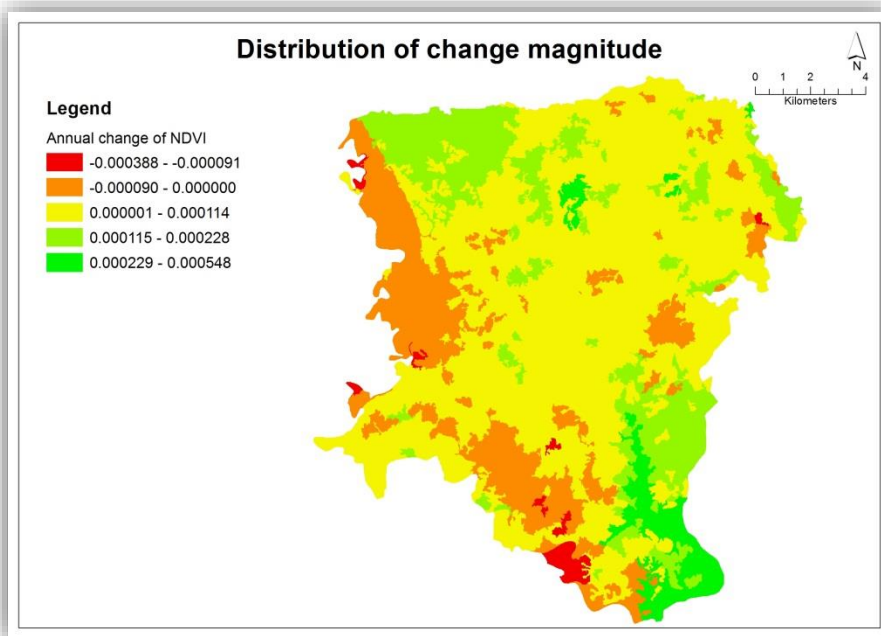 Distribution of change magnitude
N
0 1 2 4
Kilometers
Legend
Annual change of NDVI
-0.000388 - -0.000091
-0.000090 - 0.000000
0.000001 - 0.000114
0.000115 - 0.000228
0.000229 - 0.000548